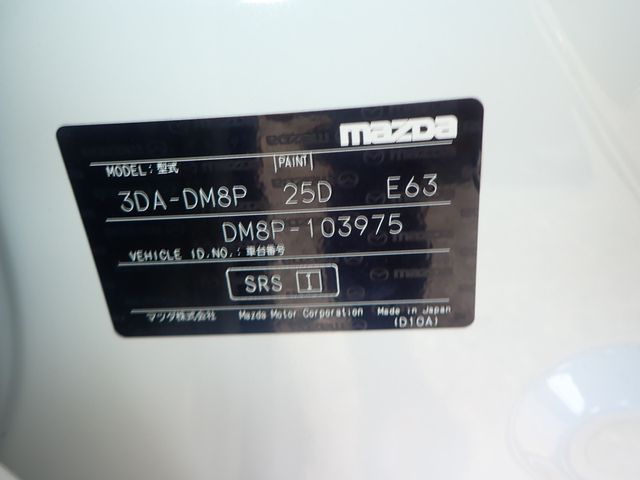 mazda
MODEL:型式 PAINT
3DA-DM8P 25D E63
DM8P-103975
VEHICLE ID.NO.:車台番号
SRS I
マツダ株式会社 Mazda Motor Corporation Made in Japan
(D10A)